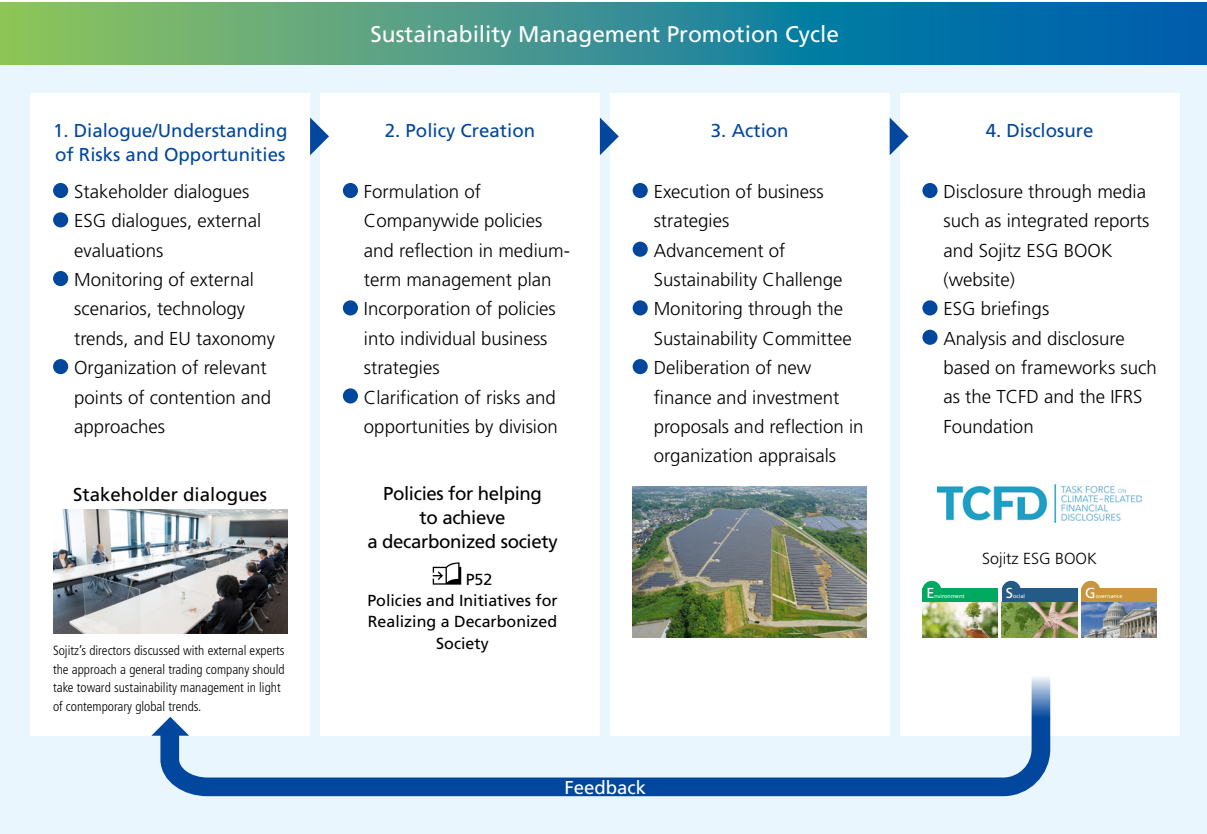 Sustainability Management Promotion Cycle
1. Dialogue/Understanding
of Risks and Opportunities
● Stakeholder dialogues
● ESG dialogues, external
evaluations
● Monitoring of external
scenarios, technology
trends, and EU taxonomy
● Organization of relevant
points of contention and
approaches
Stakeholder dialogues
Sojitz's directors discussed with external experts
the approach a general trading company should
take toward sustainability management in light
of contemporary global trends.
2. Policy Creation
● Formulation of
Companywide policies
and reflection in medium-
term management plan
● Incorporation of policies
into individual business
strategies
● Clarification of risks and
opportunities by division
Policies for helping
to achieve
a decarbonized society
P52
Policies and Initiatives for
Realizing a Decarbonized
Society
3. Action
● Execution of business
strategies
● Advancement of
Sustainability Challenge
● Monitoring through the
Sustainability Committee
● Deliberation of new
finance and investment
proposals and reflection in
organization appraisals
4. Disclosure
● Disclosure through media
such as integrated reports
and Sojitz ESG BOOK
(website)
● ESG briefings
● Analysis and disclosure
based on frameworks such
as the TCFD and the IFRS
Foundation
TCFD
TASK FORCE ON
CLIMATE-RELATED
FINANCIAL
DISCLOSURES
Sojitz ESG BOOK
Environment
Social
Governance
Feedback